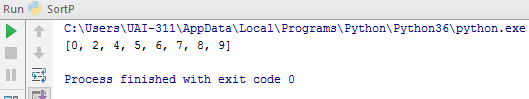 Run SortP
C:\Users\UAI-311\AppData\Local\Programs\Python\Python36\python.exe
[0, 2, 4, 5, 6, 7, 8, 9]
Process finished with exit code 0